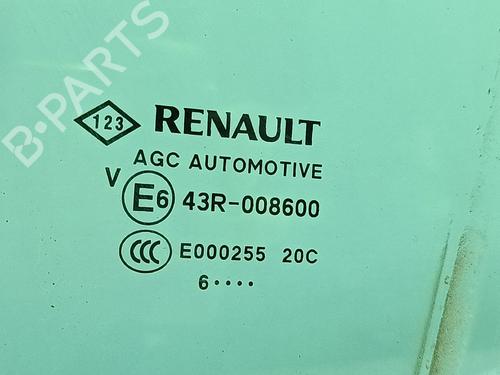 B-PARTS
123 RENAULT
AGC AUTOMOTIVE
V E6 43R-008600
CCC E000255 20C
6····